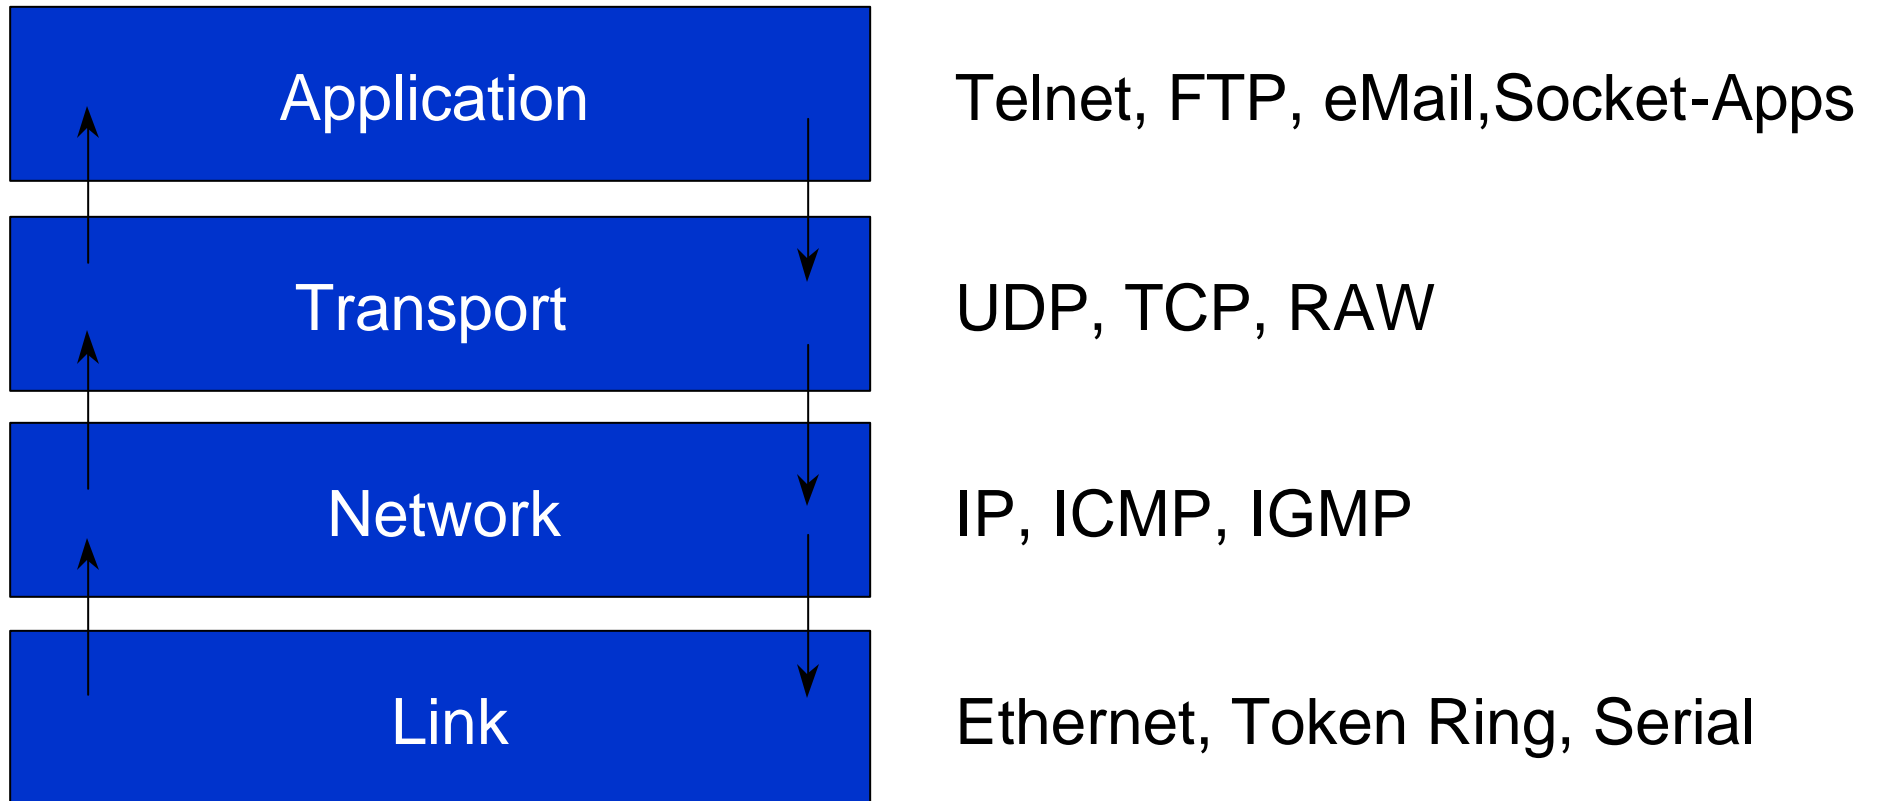 Application Telnet, FTP, eMail,Socket-Apps
Transport UDP, TCP, RAW
Network IP, ICMP, IGMP
Link Ethernet, Token Ring, Serial